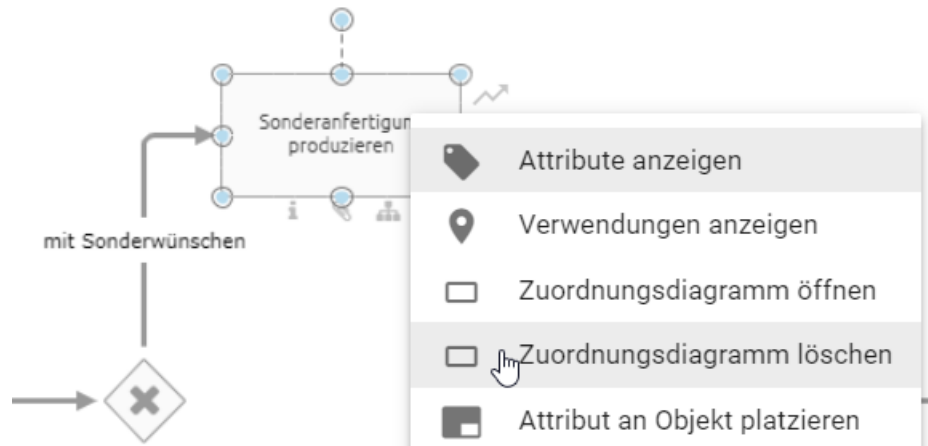 Sonderanfertigun
produzieren
Attribute anzeigen
Verwendungen anzeigen
mit Sonderwünschen
Zuordnungsdiagramm öffnen
Zuordnungsdiagramm löschen
Attribut an Objekt platzieren